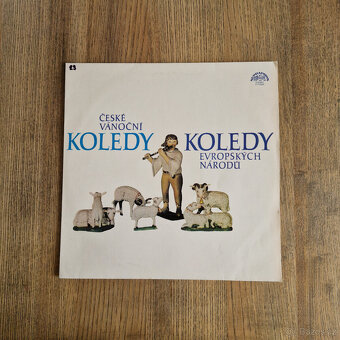 ČESKÉ
VÁNOČNÍ
KOLEDY
KOLEDY
EVROPSKÝCH
NÁRODŮ